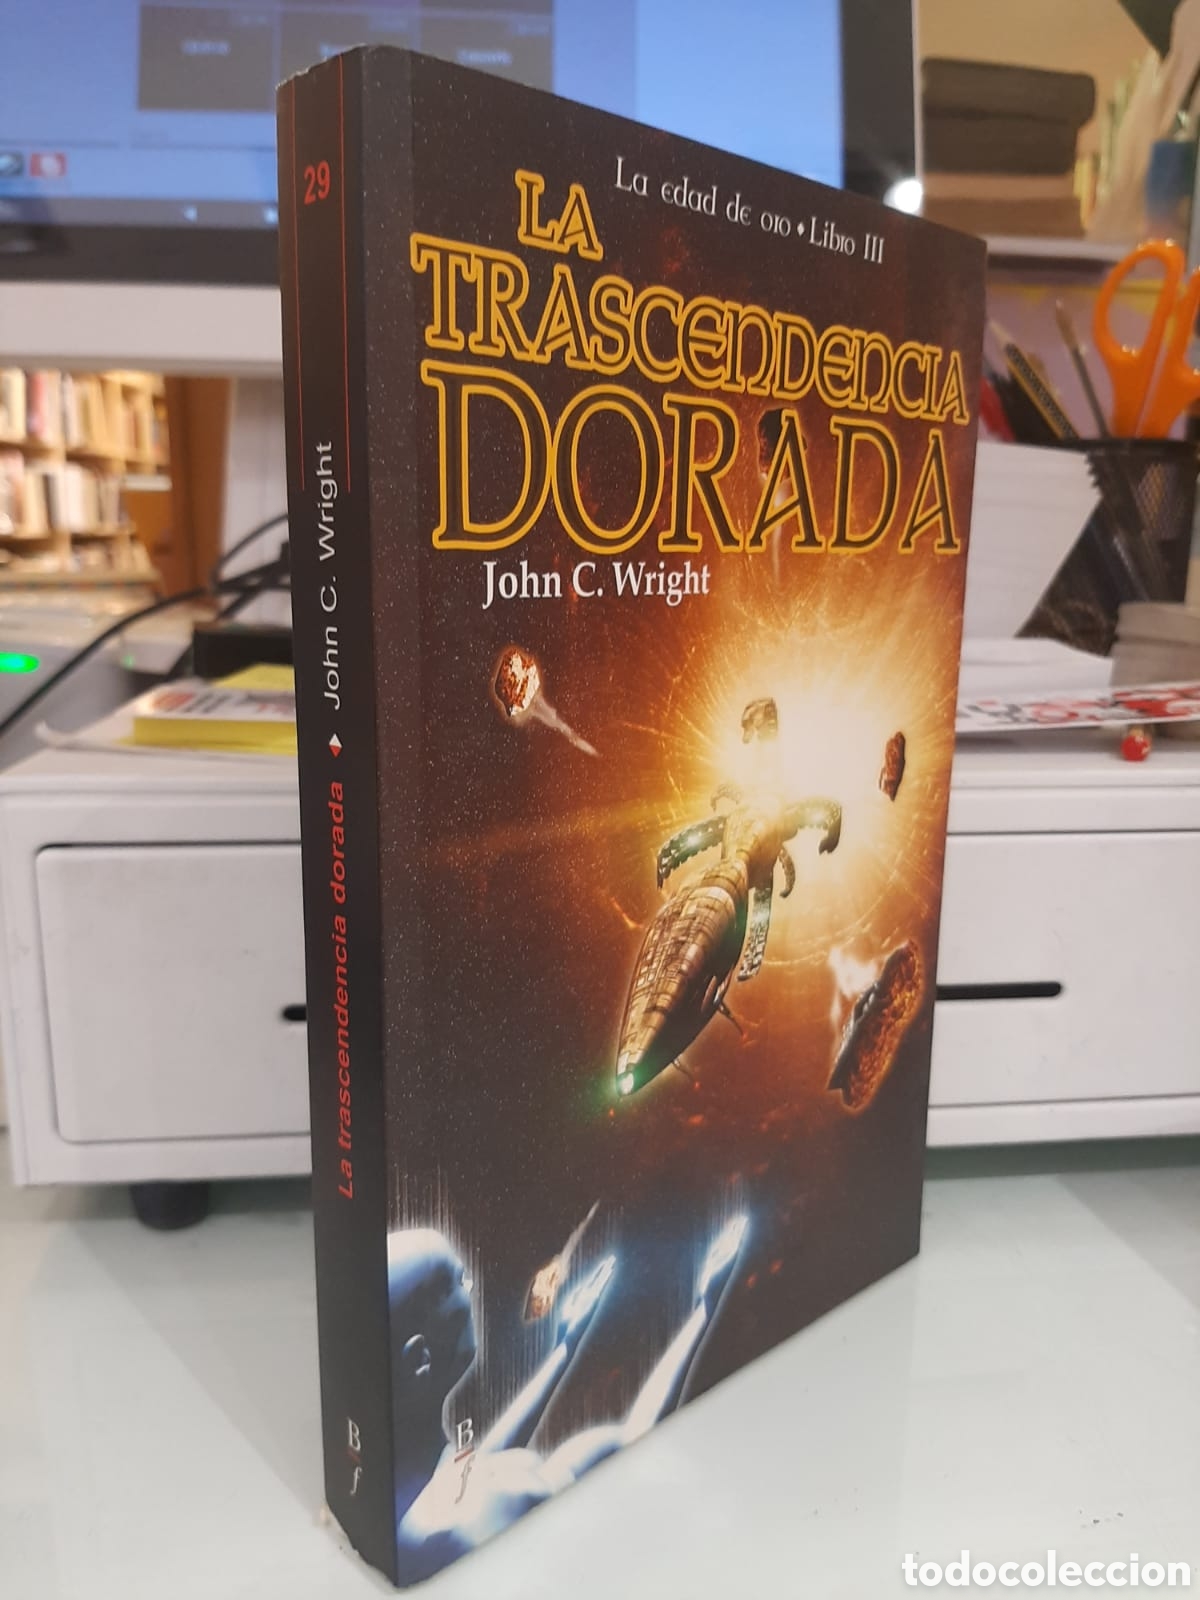 29
John C. Wright
La trascendencia dorada
B/f
La edad de oro • Libro III
LA
TRASCENDENCIA
DORADA
John C. Wright
B/f
todocoleccion